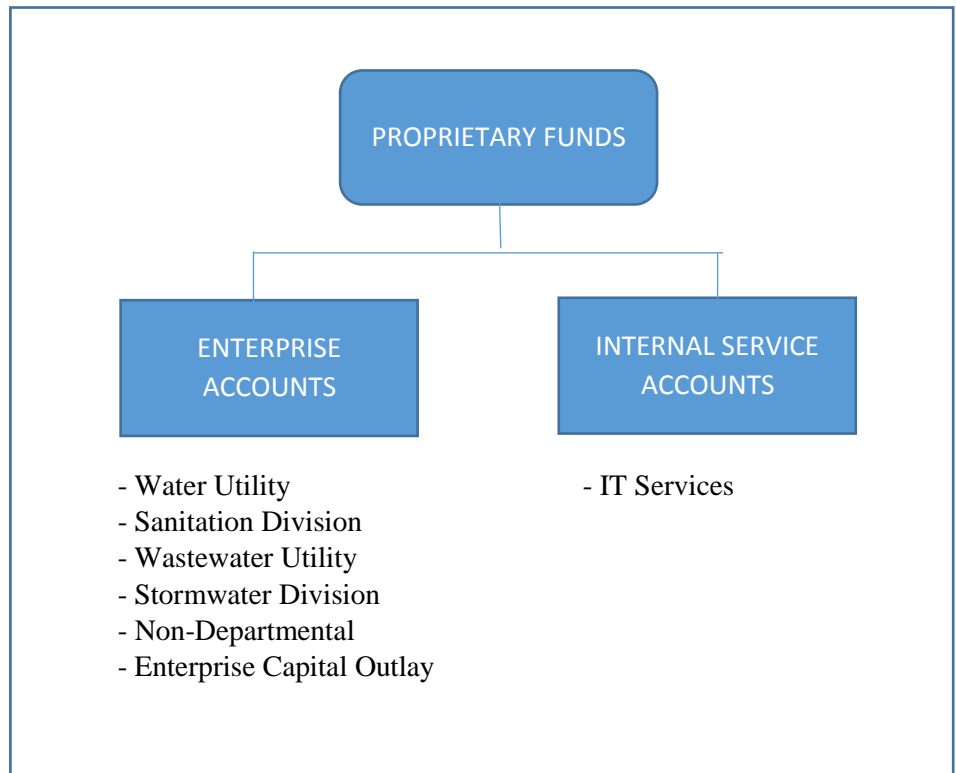 PROPRIETARY FUNDS
ENTERPRISE
ACCOUNTS
INTERNAL SERVICE
ACCOUNTS
- Water Utility
- Sanitation Division
- Wastewater Utility
- Stormwater Division
- Non-Departmental
- Enterprise Capital Outlay
- IT Services